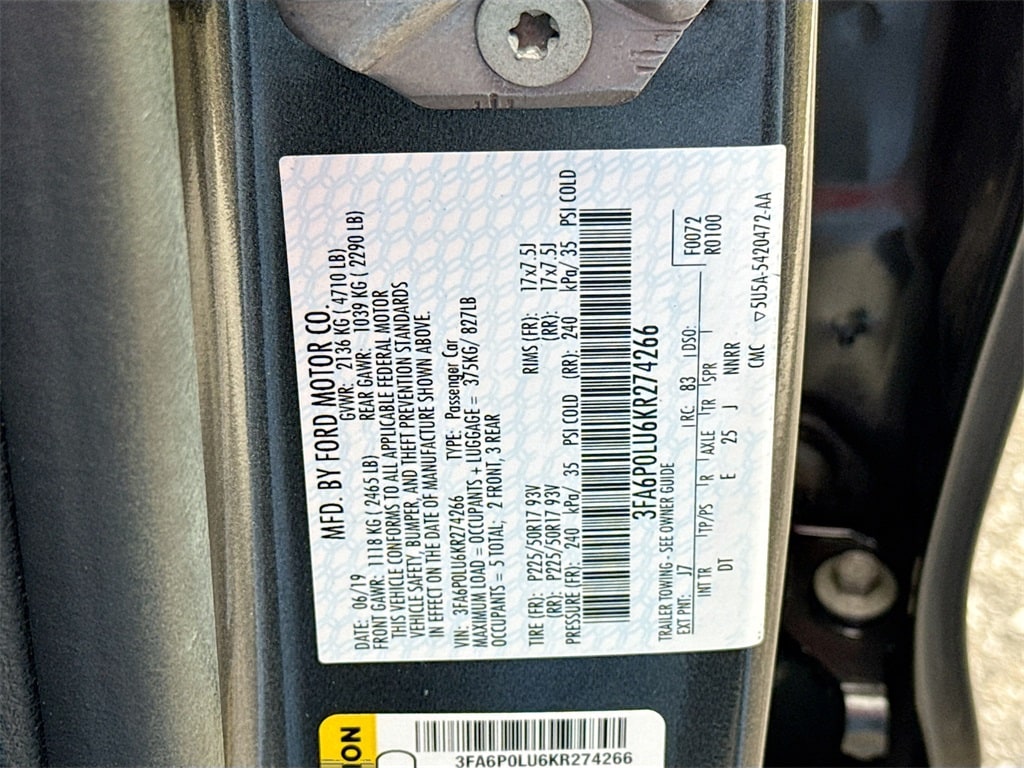 MFD. BY FORD MOTOR CO.
DATE: 06/19 GVWR: 2136 KG ( 4710 LB)
FRONT GAWR: 1118 KG ( 2465 LB) REAR GAWR: 1039 KG ( 2290 LB)
THIS VEHICLE CONFORMS TO ALL APPLICABLE FEDERAL MOTOR
VEHICLE SAFETY, BUMPER, AND THEFT PREVENTION STANDARDS
IN EFFECT ON THE DATE OF MANUFACTURE SHOWN ABOVE.
VIN: 3FA6P0LU6KR274266 TYPE: Passenger Car
MAXIMUM LOAD = OCCUPANTS + LUGGAGE = 375KG/ 827LB
OCCUPANTS = 5 TOTAL; 2 FRONT, 3 REAR
TIRE (FR): P225/50R17 93V RIMS (FR): 17x7.5J
(RR): P225/50R17 93V (RR): 17x7.5J
PRESSURE (FR): 240 kPa/ 35 PSI COLD (RR): 240 kPa/ 35 PSI COLD
3FA6P0LU6KR274266
TRAILER TOWING - SEE OWNER GUIDE F0072
EXT PNT: J7 RC: 83 DSO: R0100
INT TR TP/PS R AXLE TR SPR
DT E 25 J NNRR
CMC ▽5U5A-5420472-AA
3FA6P0LU6KR274266